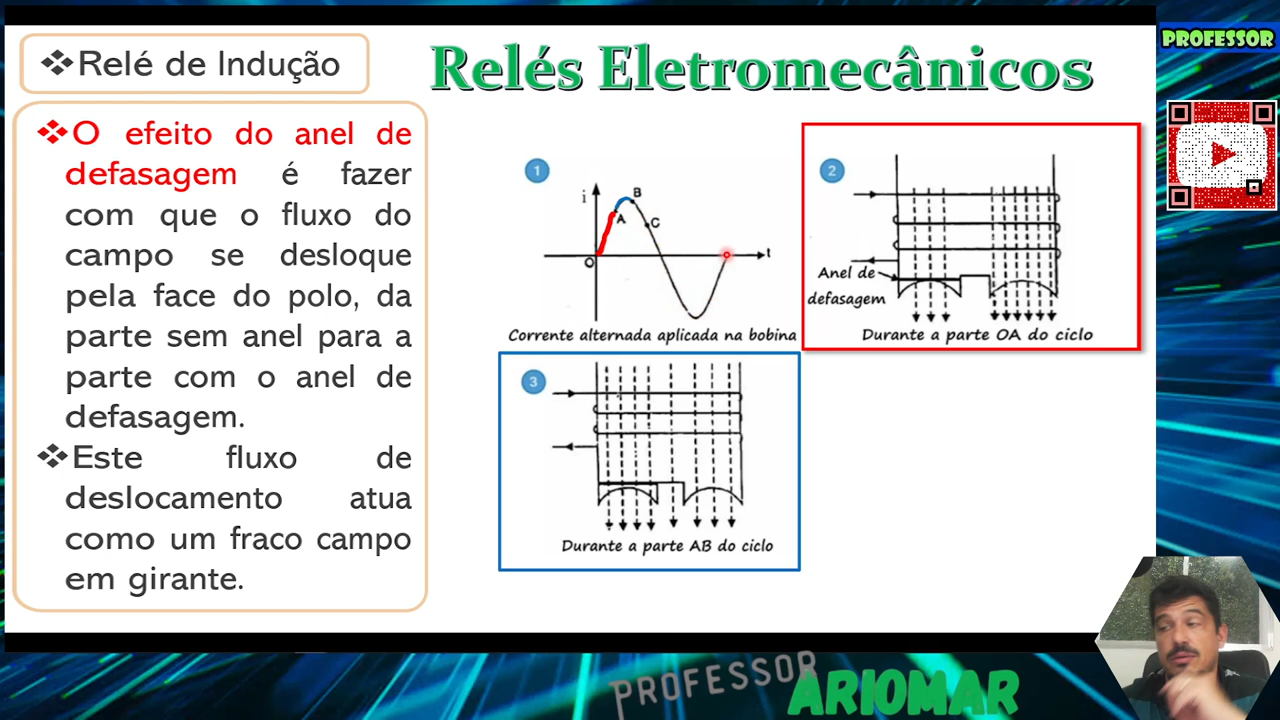 ❖Relé de Indução
Relés Eletromecânicos
PROFESSOR
❖O efeito do anel de
defasagem é fazer
com que o fluxo do
campo se desloque
pela face do polo, da
parte sem anel para a
parte com o anel de
defasagem.
❖Este fluxo de
deslocamento atua
como um fraco campo
em girante.
1
i
B
A
C
O
t
Corrente alternada aplicada na bobina
2
Anel de
defasagem
Durante a parte OA do ciclo
3
Durante a parte AB do ciclo
PROFESSOR
ARIOMAR